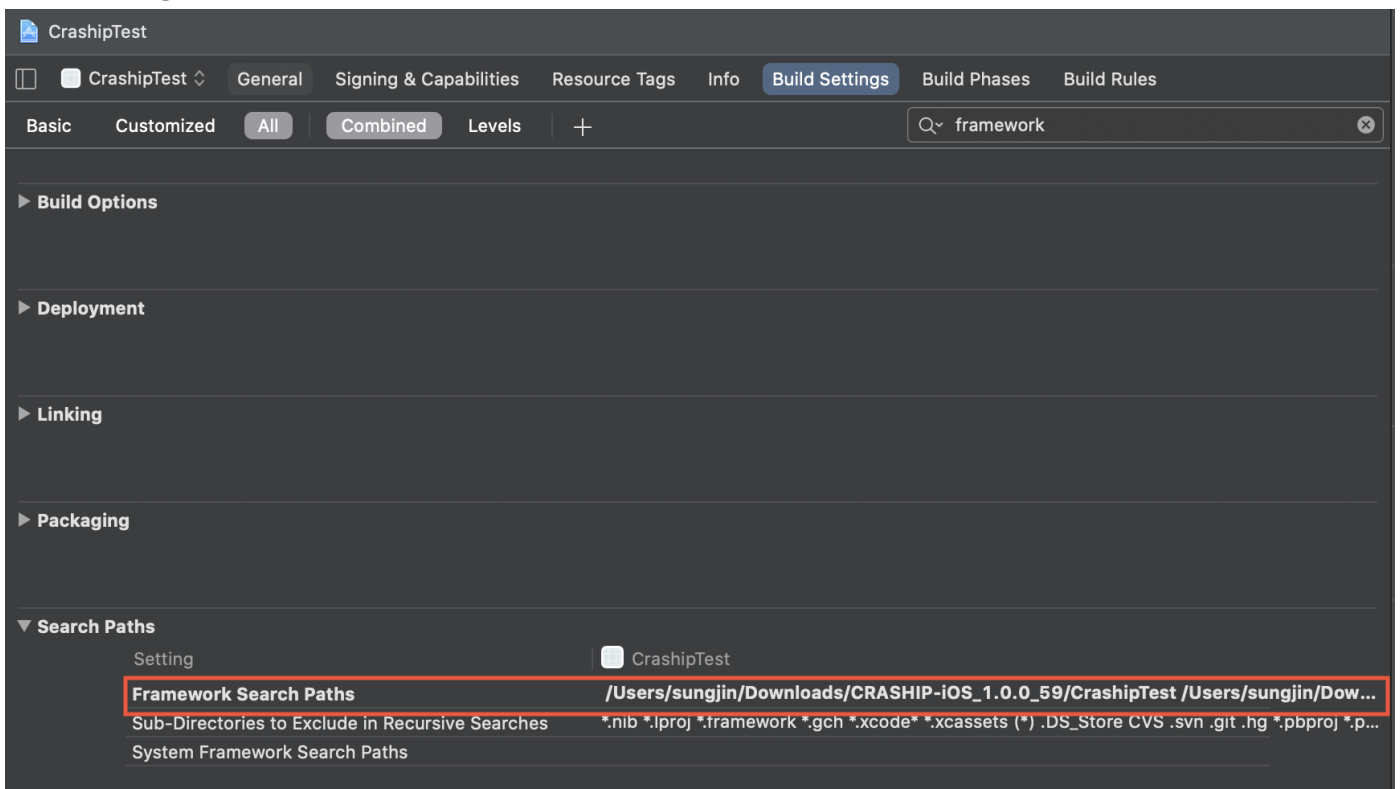 CrashipTest
CrashipTest General Signing & Capabilities Resource Tags Info Build Settings Build Phases Build Rules
Basic Customized All Combined Levels + framework
Build Options
Deployment
Linking
Packaging
Search Paths
Setting CrashipTest
Framework Search Paths /Users/sungjin/Downloads/CRASHIP-iOS_1.0.0_59/CrashipTest /Users/sungjin/Dow...
Sub-Directories to Exclude in Recursive Searches *.nib *.lproj *.framework *.gch *.xcode* *.xcassets (*) .DS_Store CVS .svn .git .hg *.pbproj *.p...
System Framework Search Paths